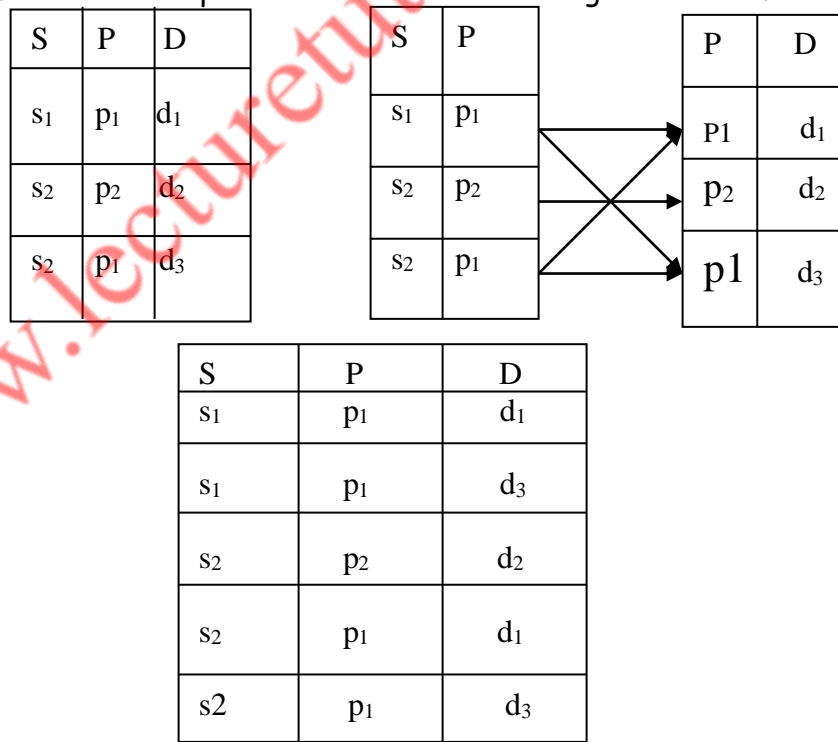 S P D
s₁ p₁ d₁
s₂ p₂ d₂
s₂ p₁ d₃
S P
s₁ p₁
s₂ p₂
s₂ p₁
P D
P1 d₁
p₂ d₂
p1 d₃
S P D
s₁ p₁ d₁
s₁ p₁ d₃
s₂ p₂ d₂
s₂ p₁ d₁
s2 p₁ d₃
w.lecturetu